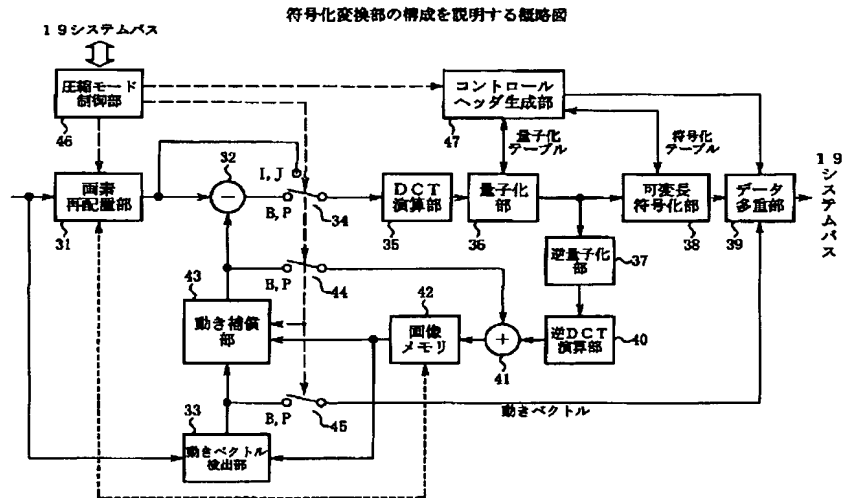 符号化変換部の構成を説明する概略図
19システムバス
圧縮モード
制御部
46
コントロール
ヘッダ生成部
47
量子化
テーブル
符号化
テーブル
19
システムバス
32
I, J
B, P
34
画素
再配置部
31
DCT
演算部
35
量子化
部
36
可変長
符号化部
38
データ
多重部
39
逆量子化
部
37
B, P
44
43
動き補償
部
42
画像
メモリ
+
41
逆DCT
演算部
40
B, P
45
動きベクトル
33
動きベクトル
検出部